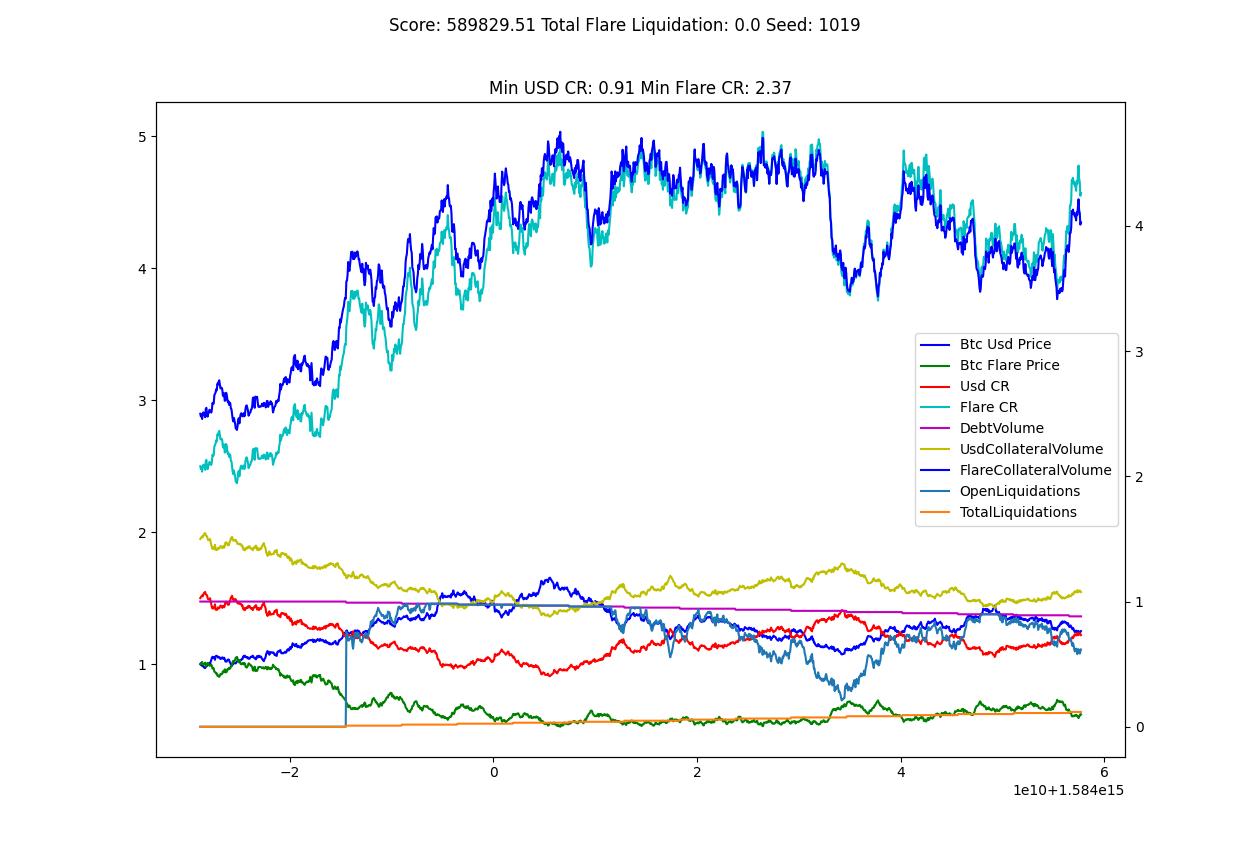 Score: 589829.51 Total Flare Liquidation: 0.0 Seed: 1019
Min USD CR: 0.91 Min Flare CR: 2.37
5
4
3
2
1
4
3
2
1
0
Btc Usd Price
Btc Flare Price
Usd CR
Flare CR
DebtVolume
UsdCollateralVolume
FlareCollateralVolume
OpenLiquidations
TotalLiquidations
−2 0 2 4 6
1e10+1.584e15